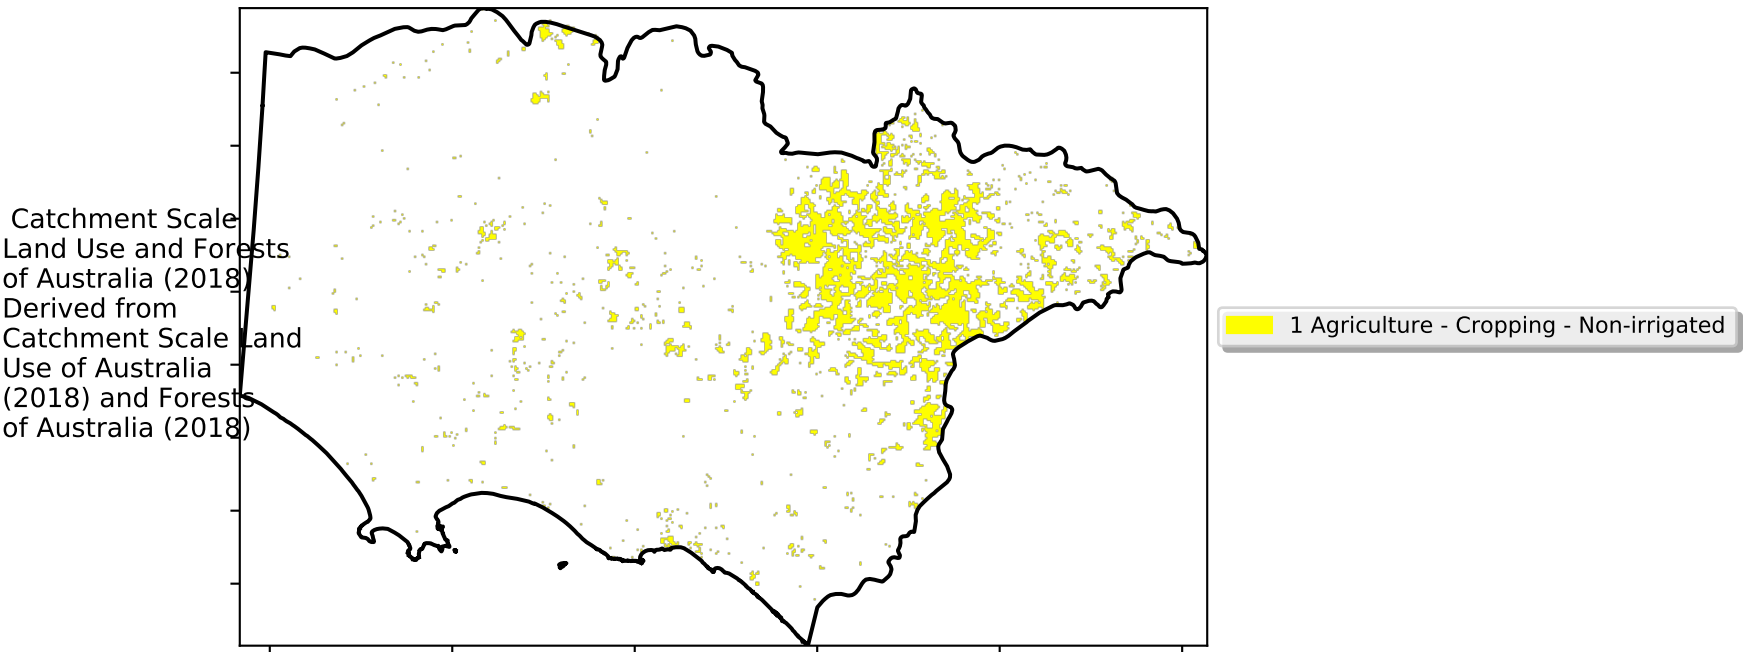 Catchment Scale
Land Use and Forests
of Australia (2018)
Derived from
Catchment Scale Land
Use of Australia
(2018) and Forests
of Australia (2018)
1 Agriculture - Cropping - Non-irrigated